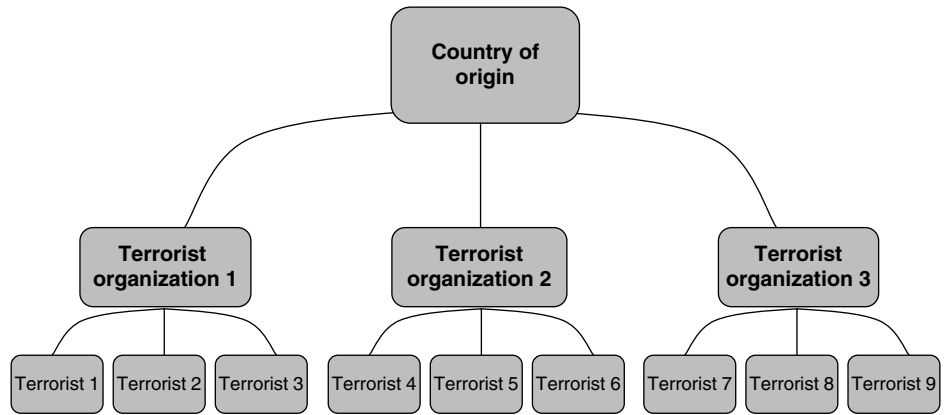 Country of
origin
Terrorist
organization 1
Terrorist
organization 2
Terrorist
organization 3
Terrorist 1
Terrorist 2
Terrorist 3
Terrorist 4
Terrorist 5
Terrorist 6
Terrorist 7
Terrorist 8
Terrorist 9